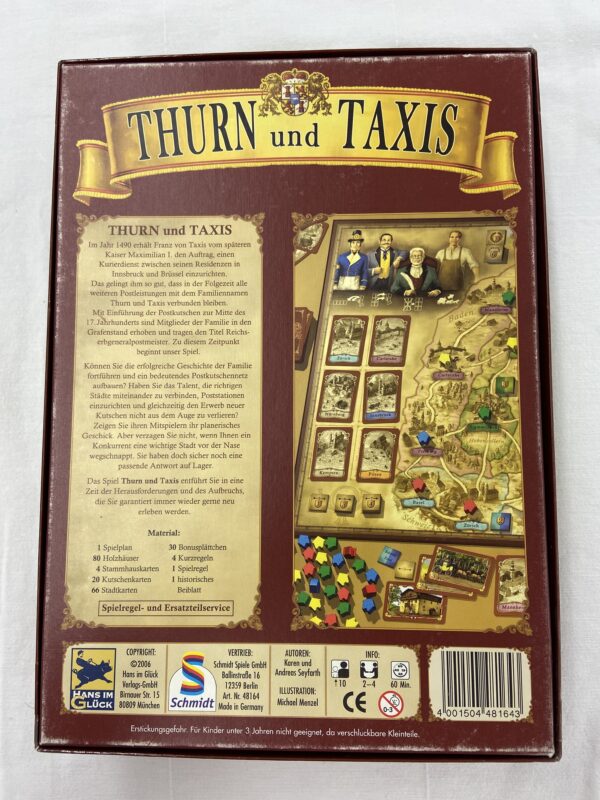 THURN und TAXIS
THURN und TAXIS
Im Jahr 1490 erhält Franz von Taxis vom späteren
Kaiser Maximilian I. den Auftrag, einen
Kurierdienst zwischen seinen Residenzen in
Innsbruck und Brüssel einzurichten.
Das gelingt ihm so gut, dass in der Folgezeit alle
weiteren Postleistungen mit dem Familiennamen
Thurn und Taxis verbunden bleiben.
Mit Einführung der Postkutschen zur Mitte des
17. Jahrhunderts sind Mitglieder der Familie in den
Grafenstand erhoben und tragen den Titel Reichs-
erbgeneralpostmeister. Zu diesem Zeitpunkt
beginnt unser Spiel.
Können Sie die erfolgreiche Geschichte der Familie
fortführen und ein bedeutendes Postkutschennetz
aufbauen? Haben Sie das Talent, die richtigen
Städte miteinander zu verbinden, Poststationen
einzurichten und gleichzeitig den Erwerb neuer
Kutschen nicht aus dem Auge zu verlieren?
Zeigen Sie ihren Mitspielern ihr planerisches
Geschick. Aber verzagen Sie nicht, wenn Ihnen ein
Konkurrent eine wichtige Stadt vor der Nase
wegschnappt. Sie haben doch sicher noch eine
passende Antwort auf Lager.
Das Spiel Thurn und Taxis entführt Sie in eine
Zeit der Herausforderungen und des Aufbruchs,
die Sie garantiert immer wieder gerne neu
erleben werden.
Material:
1 Spielplan
80 Holzhäuser
4 Stammhauskarten
20 Kutschenkarten
66 Stadtkarten
30 Bonusplättchen
4 Kurzregeln
1 Spielregel
1 historisches
Beiblatt
Spielregel- und Ersatzteilservice
Baden
Mannheim
Carlsruhe
Zürich
Carlsruhe
Nürnberg
Innsbruck
Kempten
Pilsen
Basel
Zürich
Schweiz
Mannheim
HANS IM
GLÜCK
COPYRIGHT:
©2006
Hans im Glück
Verlags-GmbH
Birnauer Str. 15
80809 München
Schmidt
VERTRIEB:
Schmidt Spiele GmbH
Ballinstraße 16
12359 Berlin
Art. Nr. 48164
Made in Germany
AUTOREN:
Karen und
Andreas Seyfarth
ILLUSTRATION:
Michael Menzel
INFO:
↑10
2–4
60 Min.
CE
0-3
4 001504 481643
Erstickungsgefahr. Für Kinder unter 3 Jahren nicht geeignet, da verschluckbare Kleinteile.